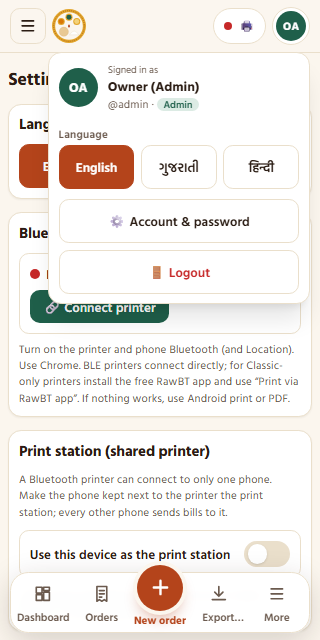 OA
Settin
OA
Signed in as
Owner (Admin)
@admin · Admin
Language
English
ગુજરાતી
हिन्दी
Account & password
Logout
Lang
E
Blue
Connect printer
Turn on the printer and phone Bluetooth (and Location).
Use Chrome. BLE printers connect directly; for Classic-
only printers install the free RawBT app and use “Print via
RawBT app”. If nothing works, use Android print or PDF.
Print station (shared printer)
A Bluetooth printer can connect to only one phone.
Make the phone kept next to the printer the print
station; every other phone sends bills to it.
Use this device as the print station
Dashboard
Orders
New order
Export…
More